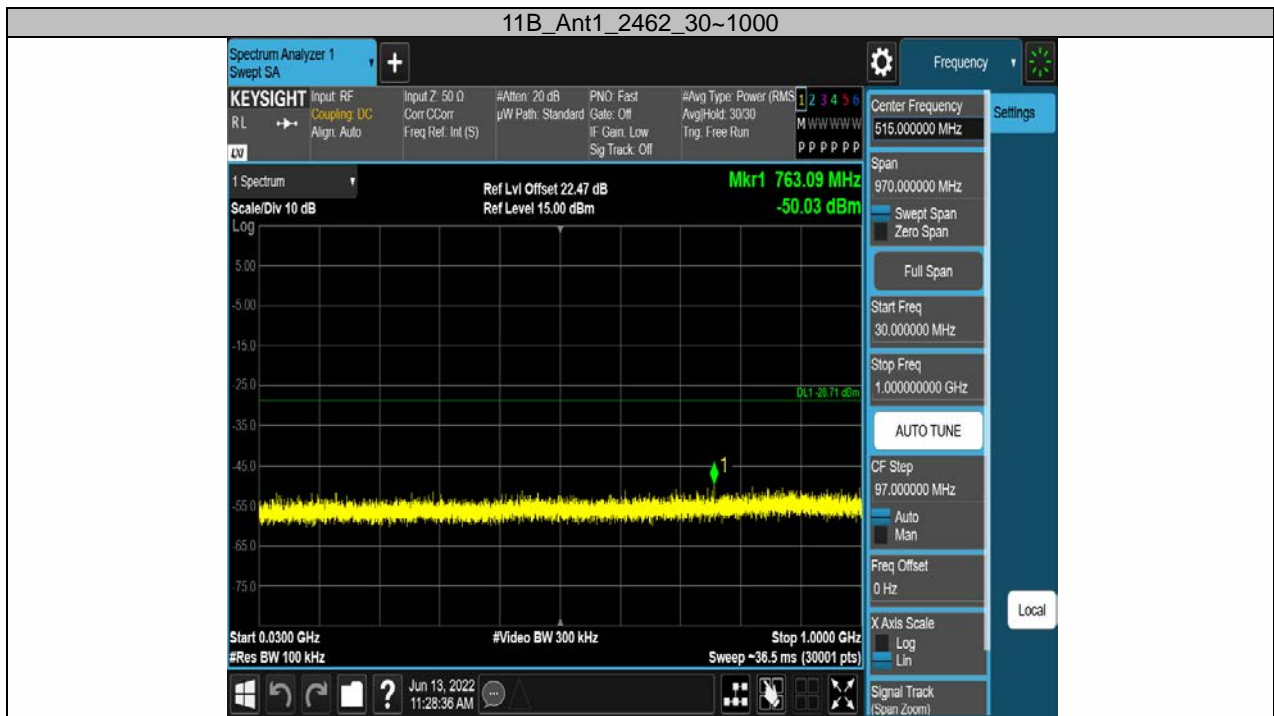 11B_Ant1_2462_30~1000
Spectrum Analyzer 1
Swept SA
Frequency
KEYSIGHT
RL
LXI
Input: RF
Coupling: DC
Align: Auto
Input Z: 50 Ω
Corr CCorr
Freq Ref: Int (S)
#Atten: 20 dB
µW Path: Standard
PNO: Fast
Gate: Off
IF Gain: Low
Sig Track: Off
#Avg Type: Power (RMS
Avg|Hold: 30/30
Trig: Free Run
1 2 3 4 5 6
M W W W W W
P P P P P P
1 Spectrum
Scale/Div 10 dB
Log
Ref Lvl Offset 22.47 dB
Ref Level 15.00 dBm
Mkr1 763.09 MHz
-50.03 dBm
5.00
-5.00
-15.0
-25.0
-35.0
-45.0
-55.0
-65.0
-75.0
DL1 -28.71 dBm
1
Start 0.0300 GHz
#Res BW 100 kHz
#Video BW 300 kHz
Stop 1.0000 GHz
Sweep ~36.5 ms (30001 pts)
Jun 13, 2022
11:28:36 AM
Center Frequency
515.000000 MHz
Settings
Span
970.000000 MHz
Swept Span
Zero Span
Full Span
Start Freq
30.000000 MHz
Stop Freq
1.000000000 GHz
AUTO TUNE
CF Step
97.000000 MHz
Auto
Man
Freq Offset
0 Hz
X Axis Scale
Log
Lin
Local
Signal Track
(Span Zoom)